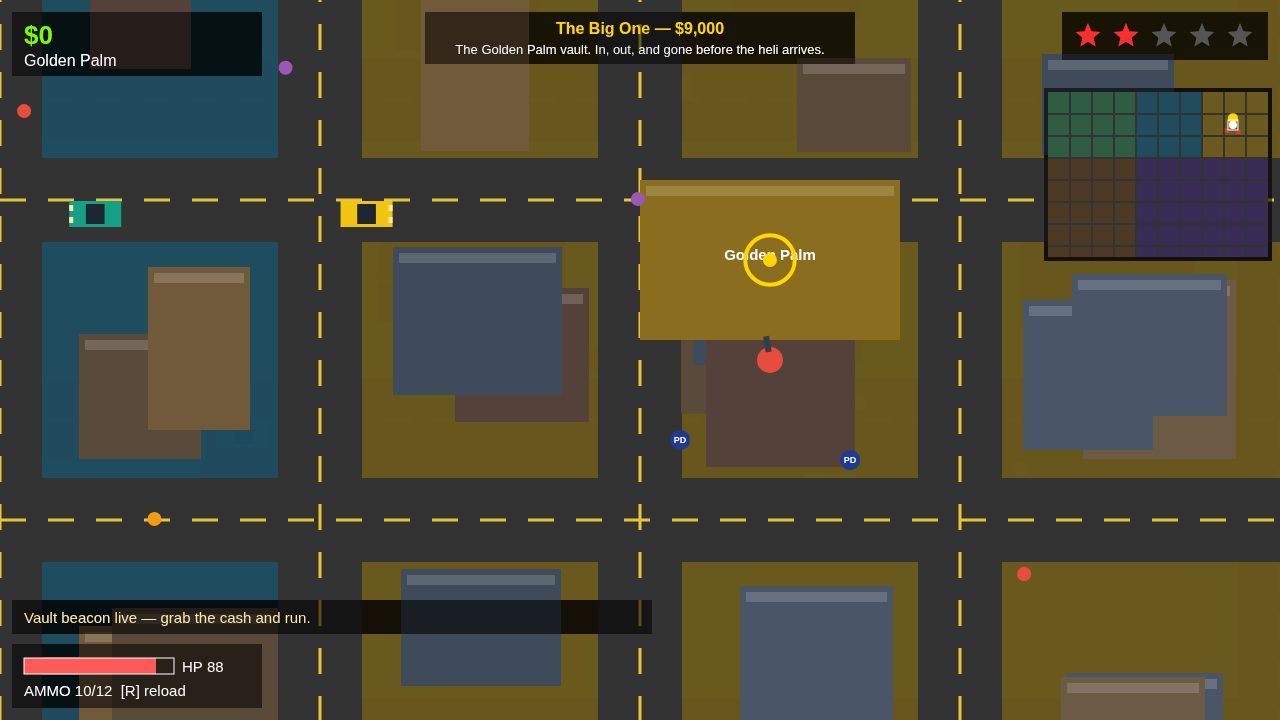 $0
Golden Palm
The Big One — $9,000
The Golden Palm vault. In, out, and gone before the heli arrives.
Golden Palm
PD
PD
Vault beacon live — grab the cash and run.
HP 88
AMMO 10/12  [R] reload